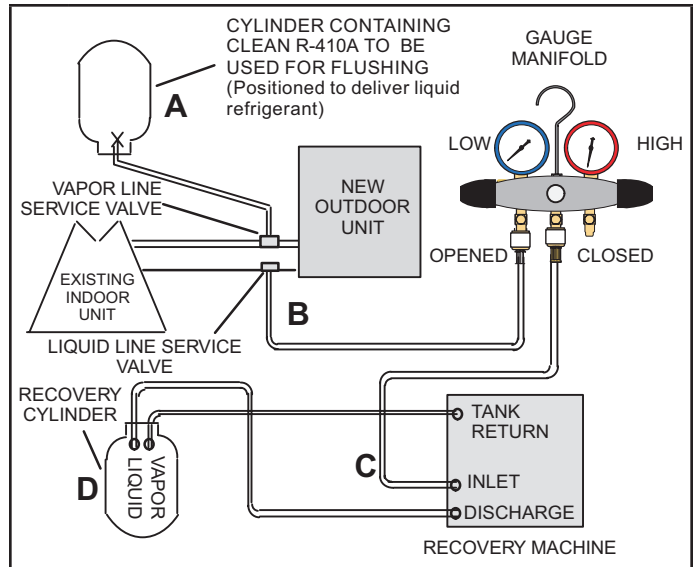 CYLINDER CONTAINING
CLEAN R-410A TO BE
USED FOR FLUSHING
(Positioned to deliver liquid
refrigerant)
A
GAUGE
MANIFOLD
LOW
HIGH
VAPOR LINE
SERVICE VALVE
NEW
OUTDOOR
UNIT
OPENED
CLOSED
EXISTING
INDOOR
UNIT
B
LIQUID LINE SERVICE
VALVE
RECOVERY
CYLINDER
TANK
RETURN
C
D
LIQUID
VAPOR
INLET
DISCHARGE
RECOVERY MACHINE